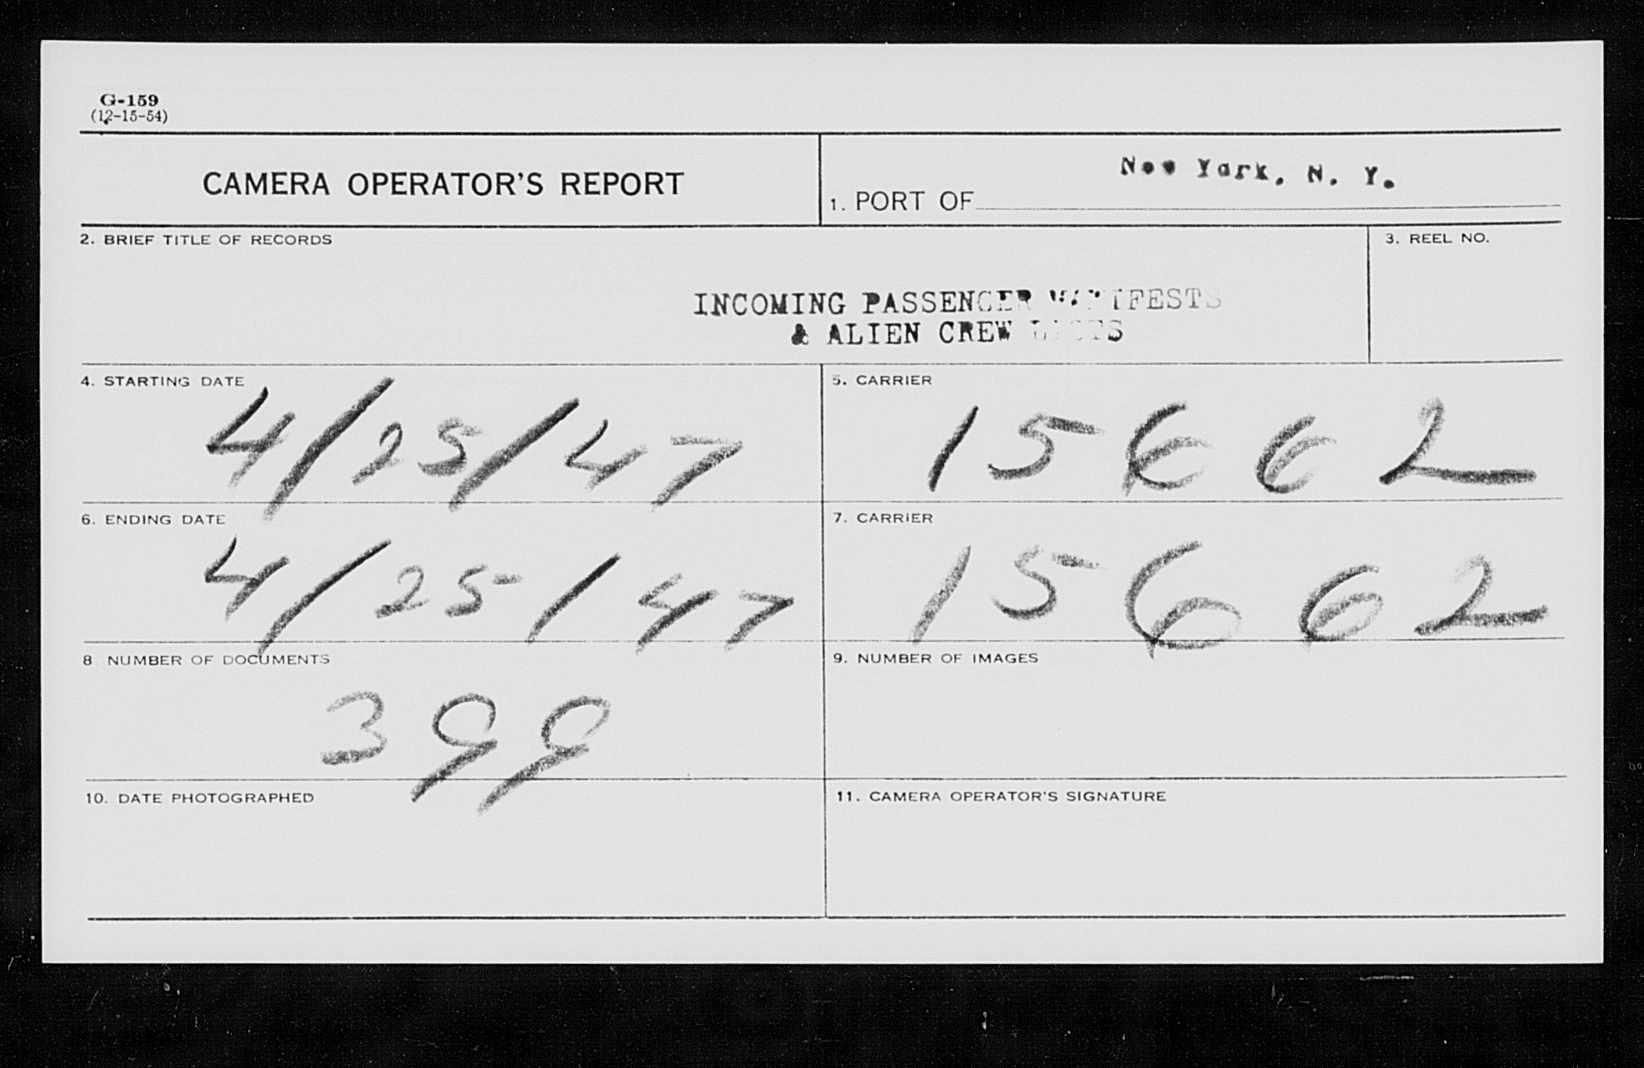 G-159
(12-15-54)
CAMERA OPERATOR'S REPORT
1. PORT OF New York, N. Y.
2. BRIEF TITLE OF RECORDS
3. REEL NO.
INCOMING PASSENGER MANIFESTS
& ALIEN CREW LISTS
4. STARTING DATE
4/25/47
5. CARRIER
15662
6. ENDING DATE
4/25/47
7. CARRIER
15662
8 NUMBER OF DOCUMENTS
399
9. NUMBER OF IMAGES
10. DATE PHOTOGRAPHED
11. CAMERA OPERATOR'S SIGNATURE